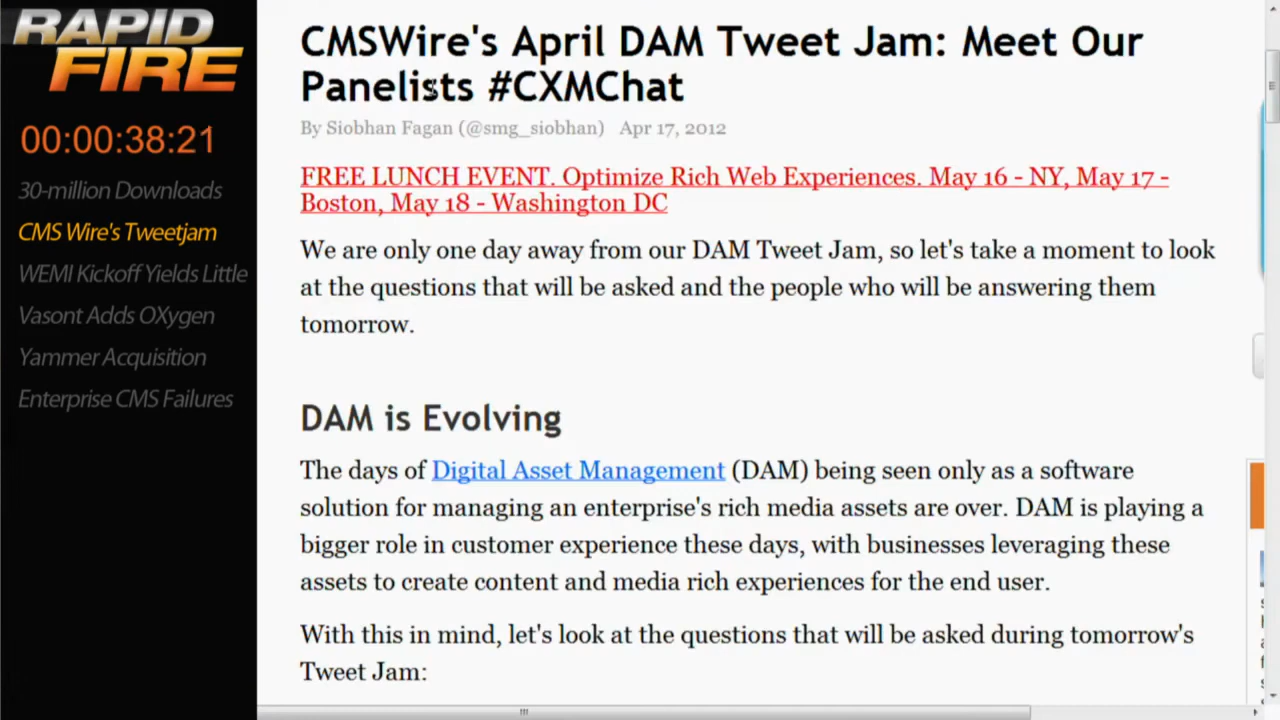 RAPID
FIRE
00:00:38:21
30-million Downloads
CMS Wire's Tweetjam
WEMI Kickoff Yields Little
Vasont Adds OXygen
Yammer Acquisition
Enterprise CMS Failures
CMSWire's April DAM Tweet Jam: Meet Our
Panelists #CXMChat
By Siobhan Fagan (@smg_siobhan) Apr 17, 2012
FREE LUNCH EVENT. Optimize Rich Web Experiences. May 16 - NY, May 17 -
Boston, May 18 - Washington DC
We are only one day away from our DAM Tweet Jam, so let's take a moment to look
at the questions that will be asked and the people who will be answering them
tomorrow.
DAM is Evolving
The days of Digital Asset Management (DAM) being seen only as a software
solution for managing an enterprise's rich media assets are over. DAM is playing a
bigger role in customer experience these days, with businesses leveraging these
assets to create content and media rich experiences for the end user.
With this in mind, let's look at the questions that will be asked during tomorrow's
Tweet Jam: